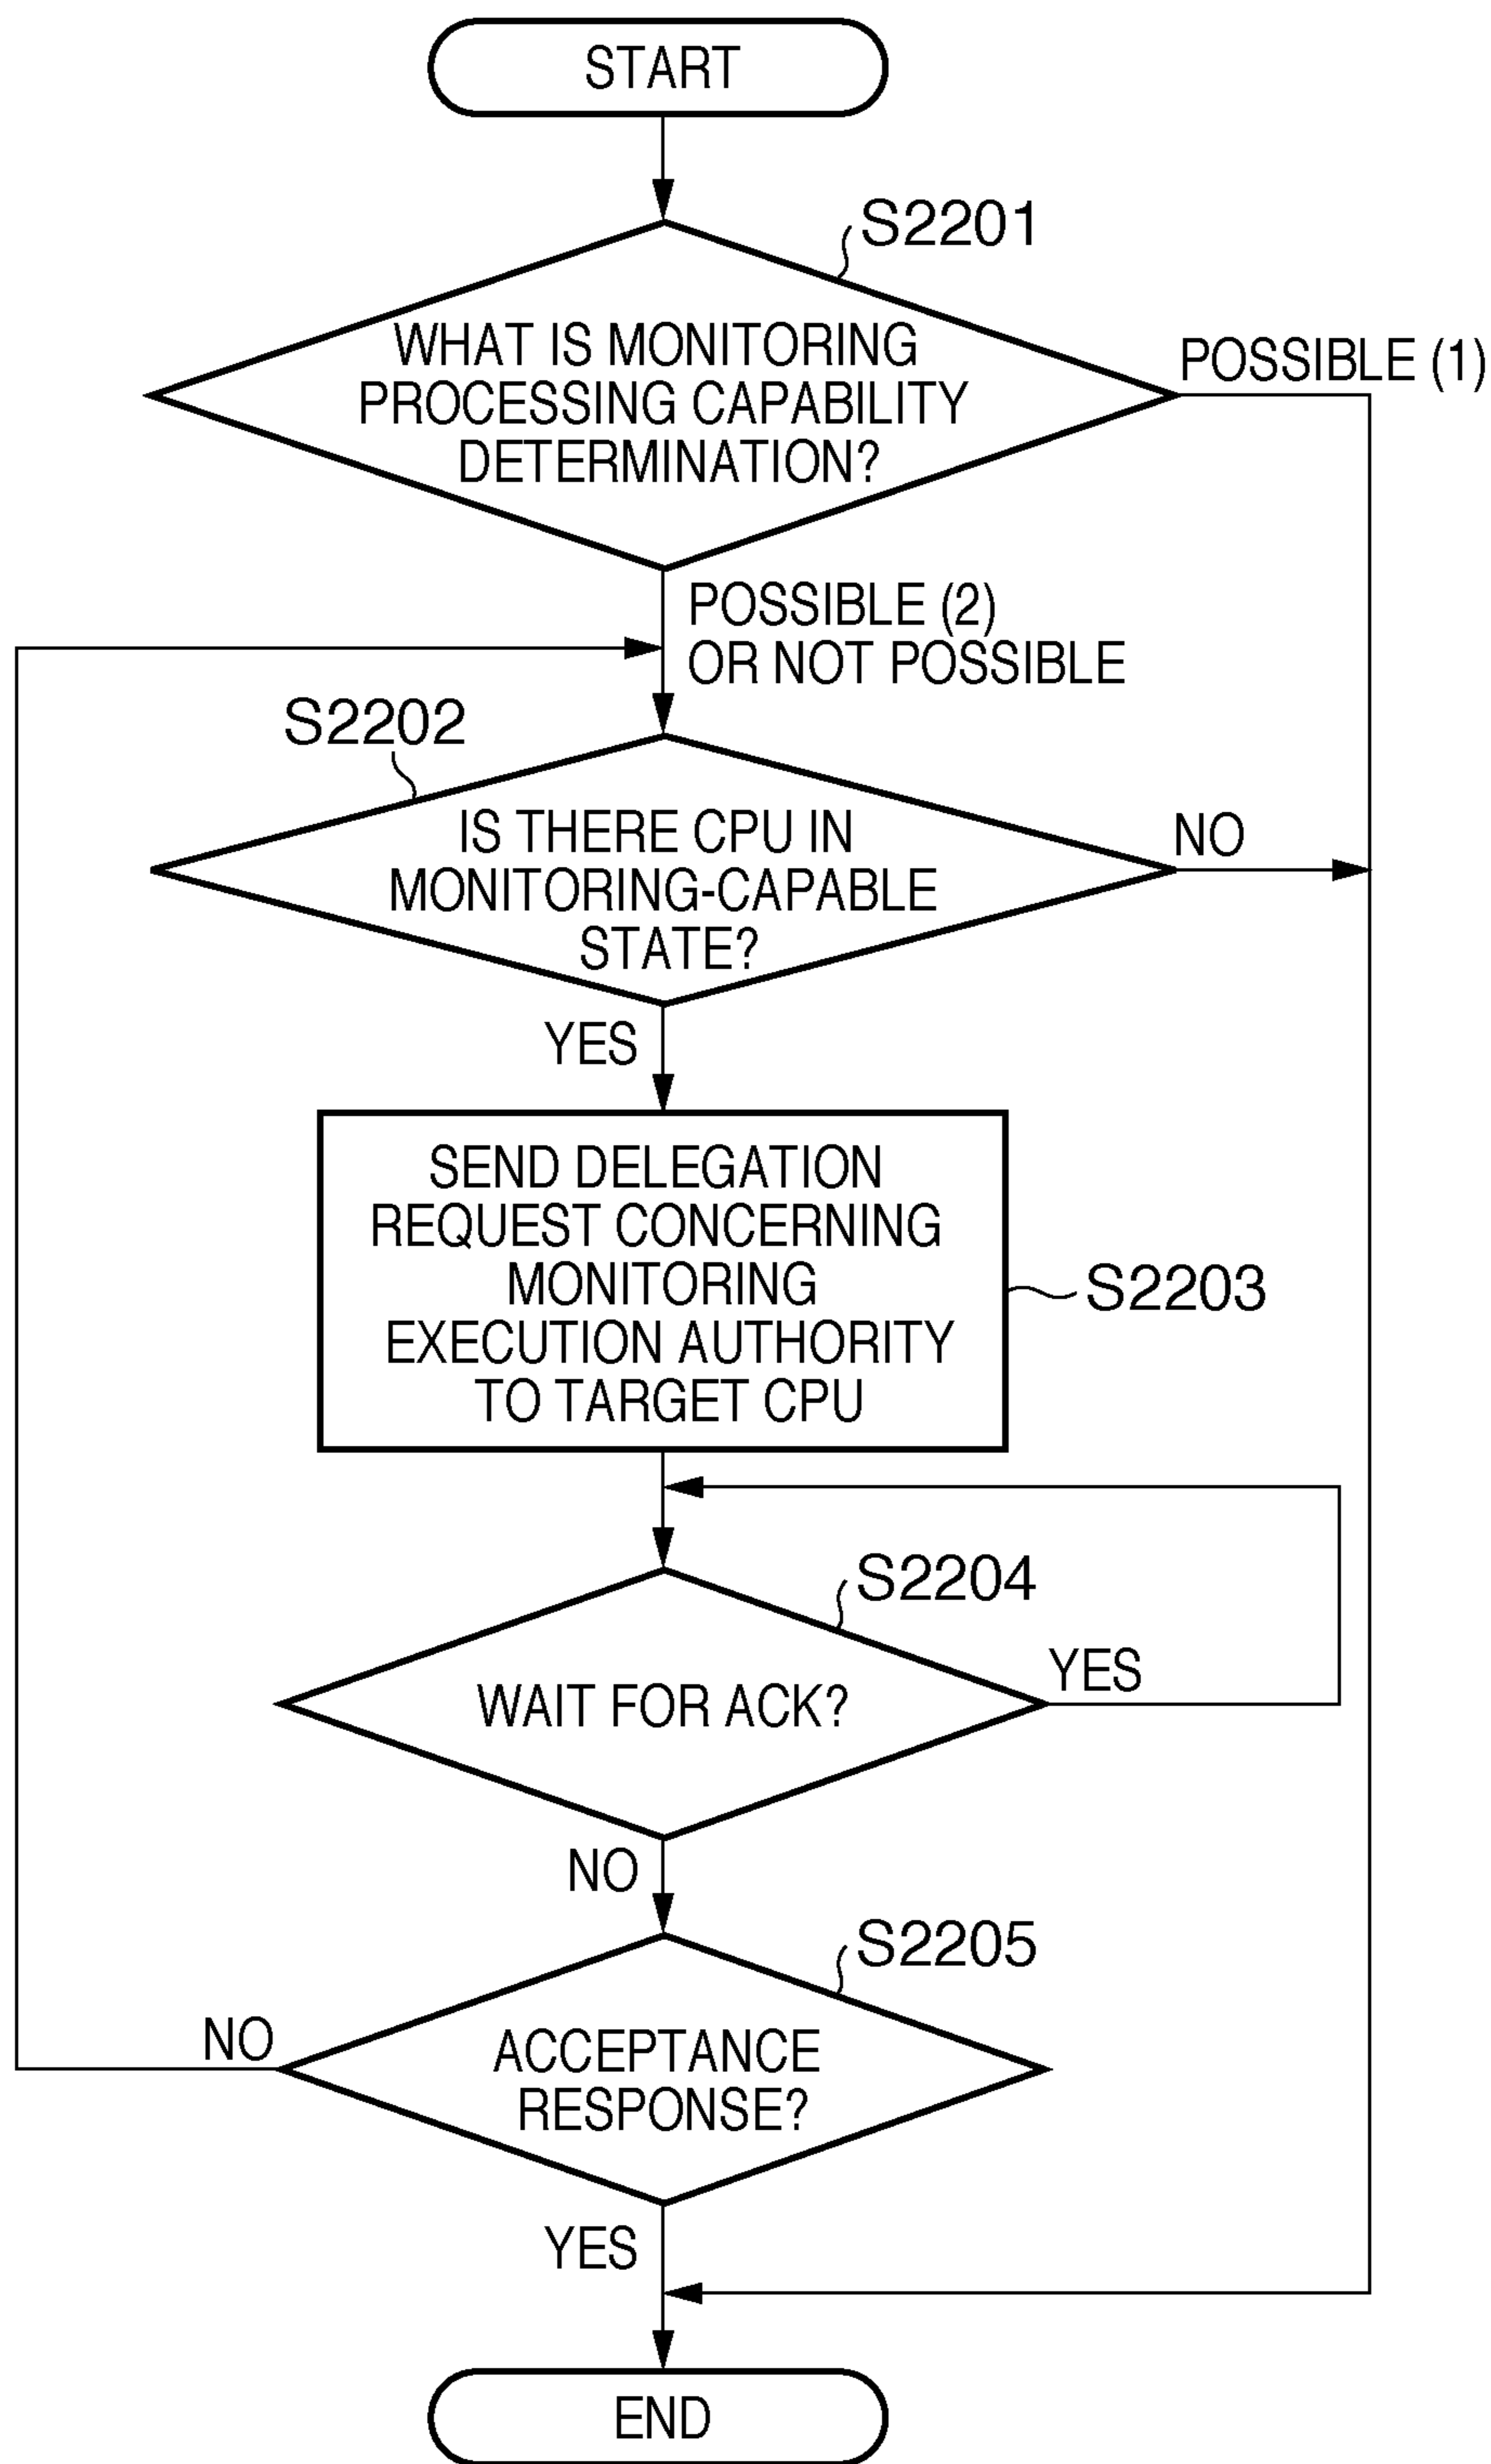 START
S2201
WHAT IS MONITORING
PROCESSING CAPABILITY
DETERMINATION?
POSSIBLE (1)
POSSIBLE (2)
OR NOT POSSIBLE
S2202
IS THERE CPU IN
MONITORING-CAPABLE
STATE?
NO
YES
SEND DELEGATION
REQUEST CONCERNING
MONITORING
EXECUTION AUTHORITY
TO TARGET CPU
S2203
S2204
WAIT FOR ACK?
YES
NO
S2205
ACCEPTANCE
RESPONSE?
NO
YES
END